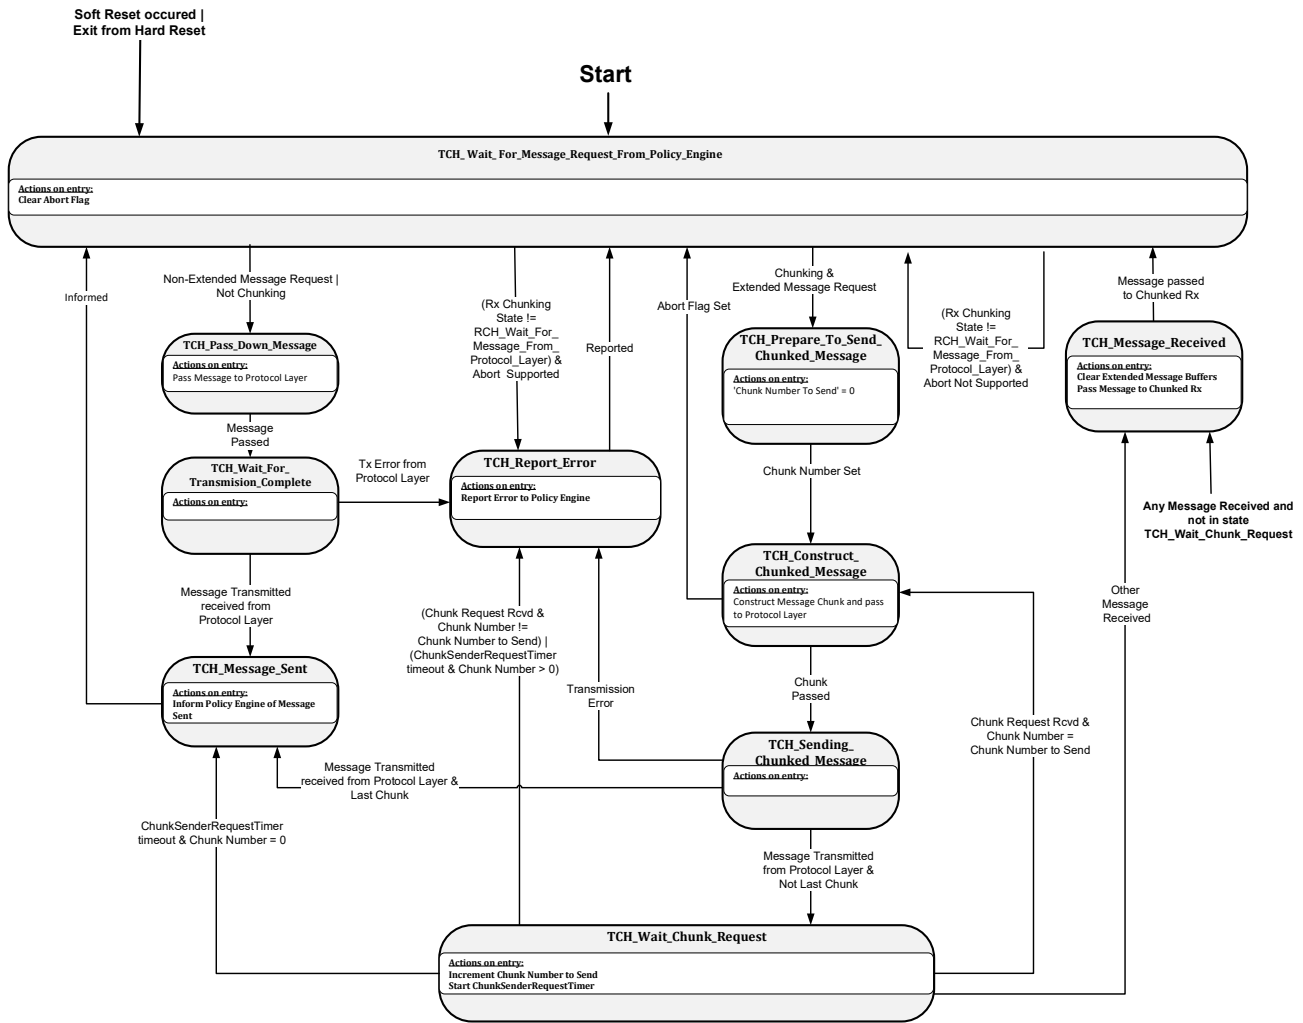 Soft Reset occured |
Exit from Hard Reset
Start
TCH_ Wait_ For_Message_Request_From_Policy_Engine
Actions on entry:
Clear Abort Flag
Informed
Non-Extended Message Request |
Not Chunking
(Rx Chunking
State !=
RCH_Wait_For_
Message_From_
Protocol_Layer) &
Abort Supported
Reported
Abort Flag Set
Chunking &
Extended Message Request
(Rx Chunking
State !=
RCH_Wait_For_
Message_From_
Protocol_Layer) &
Abort Not Supported
Message passed
to Chunked Rx
TCH_Pass_Down_Message
Actions on entry:
Pass Message to Protocol Layer
TCH_Prepare_To_Send_
Chunked_Message
Actions on entry:
'Chunk Number To Send' = 0
TCH_Message_Received
Actions on entry:
Clear Extended Message Buffers
Pass Message to Chunked Rx
Message
Passed
TCH_Wait_For_
Transmision_Complete
Actions on entry:
Tx Error from
Protocol Layer
TCH_Report_Error
Actions on entry:
Report Error to Policy Engine
Chunk Number Set
Any Message Received and
not in state
TCH_Wait_Chunk_Request
TCH_Construct_
Chunked_Message
Actions on entry:
Construct Message Chunk and pass
to Protocol Layer
Message Transmitted
received from
Protocol Layer
(Chunk Request Rcvd &
Chunk Number !=
Chunk Number to Send) |
(ChunkSenderRequestTimer
timeout & Chunk Number > 0)
Other
Message
Received
TCH_Message_Sent
Actions on entry:
Inform Policy Engine of Message
Sent
Transmission
Error
Chunk
Passed
Chunk Request Rcvd &
Chunk Number =
Chunk Number to Send
TCH_Sending_
Chunked_Message
Actions on entry:
Message Transmitted
received from Protocol Layer &
Last Chunk
ChunkSenderRequestTimer
timeout & Chunk Number = 0
Message Transmitted
from Protocol Layer &
Not Last Chunk
TCH_Wait_Chunk_Request
Actions on entry:
Increment Chunk Number to Send
Start ChunkSenderRequestTimer